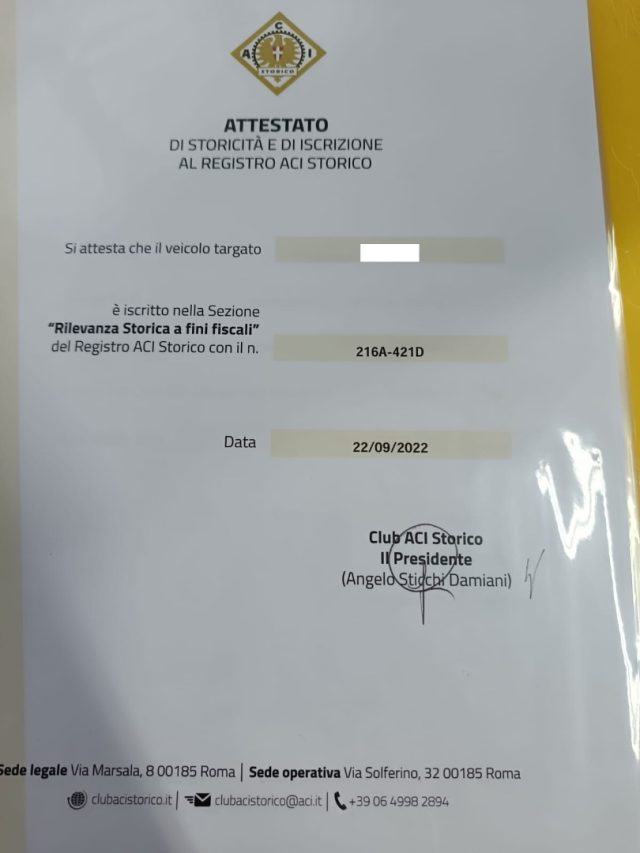 C
A I
STORICO
ATTESTATO
DI STORICITÀ E DI ISCRIZIONE
AL REGISTRO ACI STORICO
Si attesta che il veicolo targato
è iscritto nella Sezione
“Rilevanza Storica a fini fiscali”
del Registro ACI Storico con il n. 216A-421D
Data 22/09/2022
Club ACI Storico
Il Presidente
(Angelo Sticchi Damiani)
Sede legale Via Marsala, 8 00185 Roma | Sede operativa Via Solferino, 32 00185 Roma
clubacistorico.it | clubacistorico@aci.it | +39 06 4998 2894